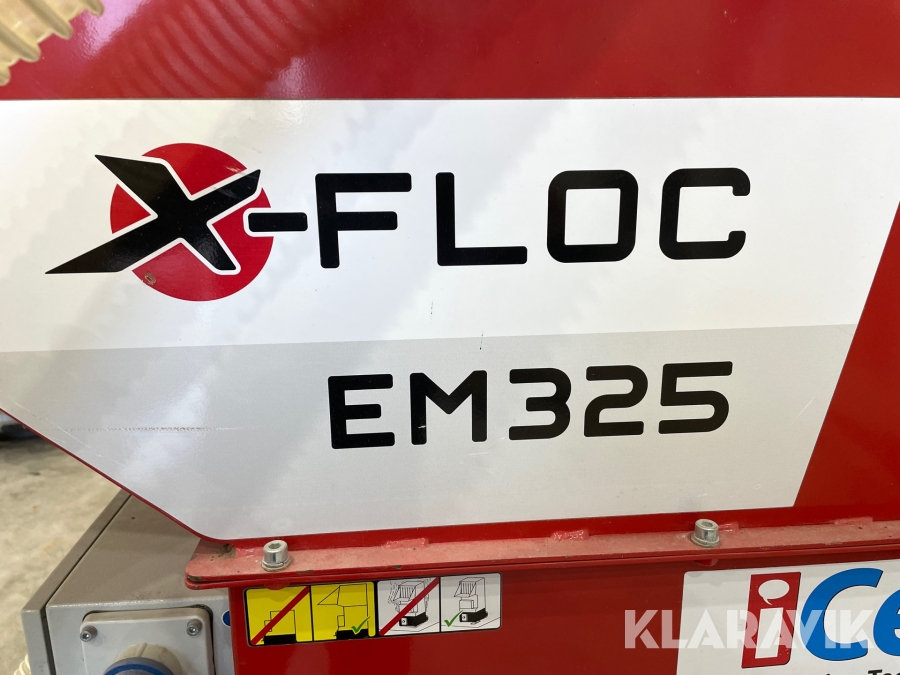 X-FLOC
EM325
KLARAVIK
iCe